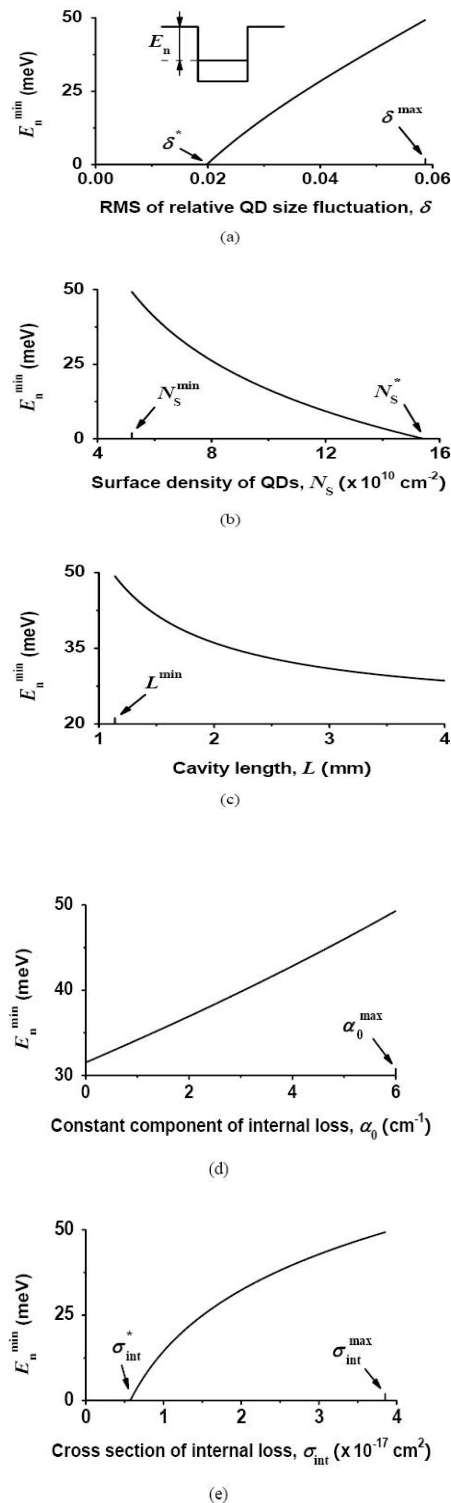 50
25
0
E_n^min (meV)
E_n
δ*
δ^max
0.00 0.02 0.04 0.06
RMS of relative QD size fluctuation, δ
(a)
50
25
0
E_n^min (meV)
N_S^min
N_S^*
4 8 12 16
Surface density of QDs, N_S (x 10^10 cm^-2)
(b)
50
35
20
E_n^min (meV)
L^min
1 2 3 4
Cavity length, L (mm)
(c)
50
40
30
E_n^min (meV)
α_0^max
0 2 4 6
Constant component of internal loss, α_0 (cm^-1)
(d)
50
25
0
E_n^min (meV)
σ_int^*
σ_int^max
0 1 2 3 4
Cross section of internal loss, σ_int (x 10^-17 cm^2)
(e)